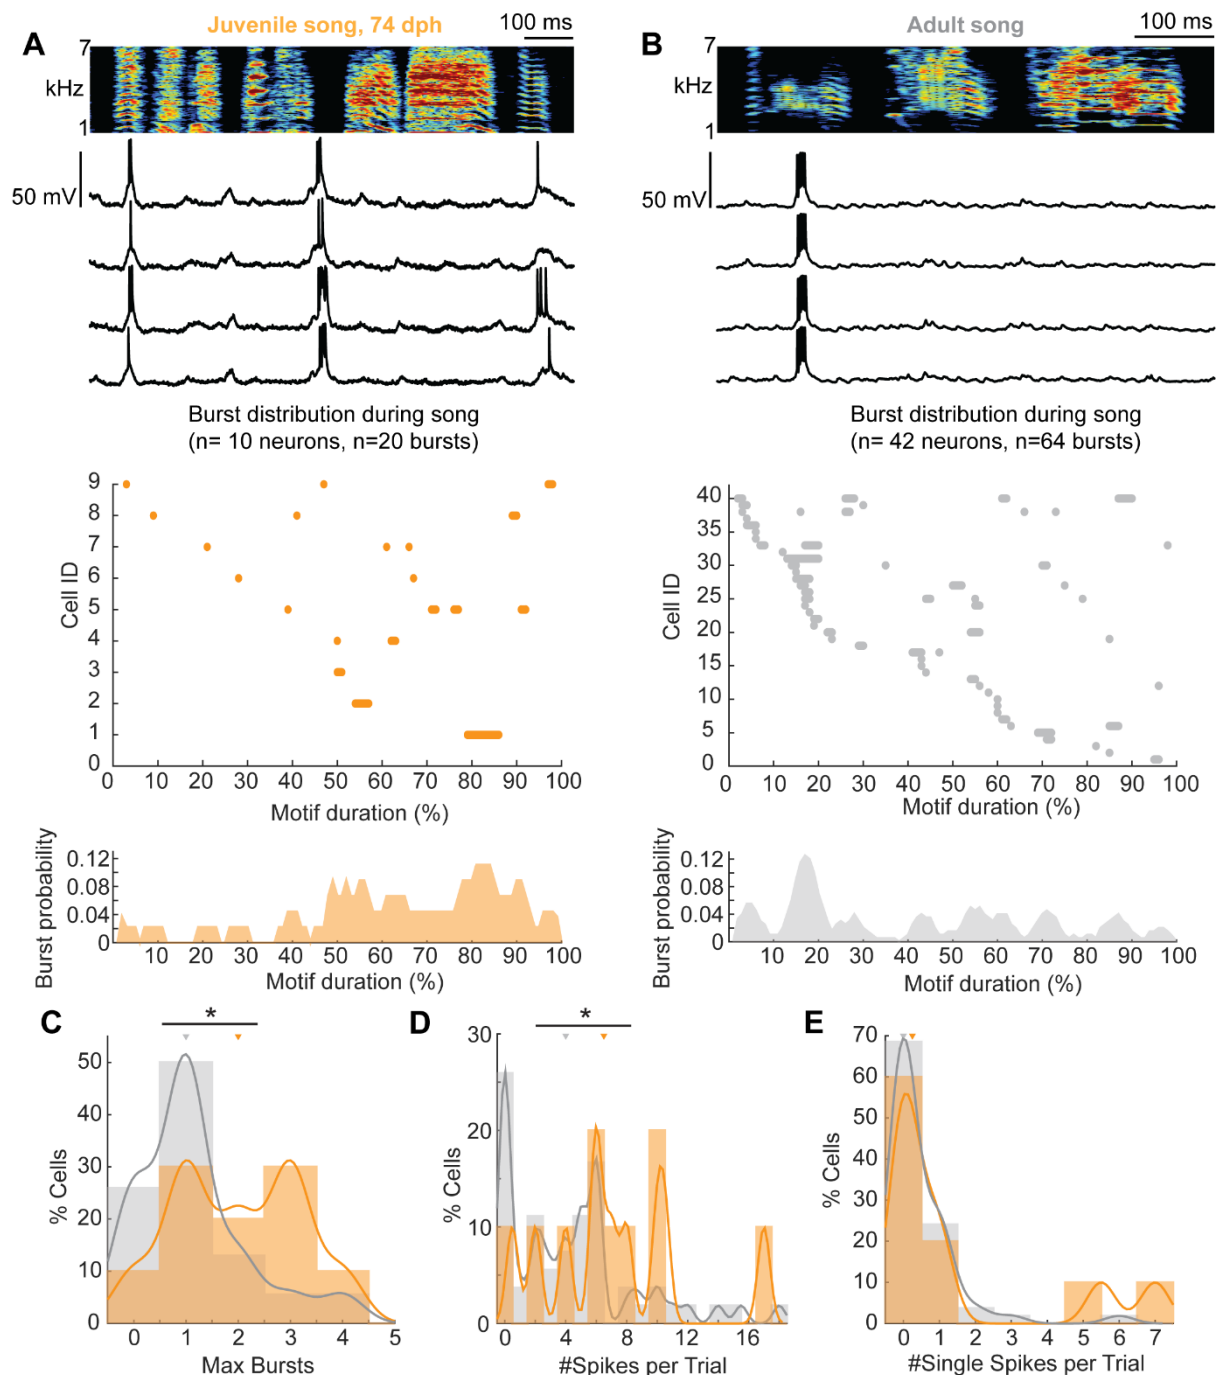 A
Juvenile song, 74 dph
100 ms
7
kHz
1
50 mV
Burst distribution during song
(n= 10 neurons, n=20 bursts)
9
8
7
6
5
4
3
2
1
0
Cell ID
0 10 20 30 40 50 60 70 80 90 100
Motif duration (%)
0.12
0.08
0.04
0
Burst probability
10 20 30 40 50 60 70 80 90 100
Motif duration (%)
B
Adult song
100 ms
7
kHz
1
50 mV
Burst distribution during song
(n= 42 neurons, n=64 bursts)
40
35
30
25
20
15
10
5
0
Cell ID
0 10 20 30 40 50 60 70 80 90 100
Motif duration (%)
0.12
0.08
0.04
0
Burst probability
10 20 30 40 50 60 70 80 90 100
Motif duration (%)
C
*
50
40
30
20
10
0
% Cells
0 1 2 3 4 5
Max Bursts
D
*
30
20
10
0
% Cells
0 4 8 12 16
#Spikes per Trial
E
70
60
50
40
30
20
10
0
% Cells
0 1 2 3 4 5 6 7
#Single Spikes per Trial